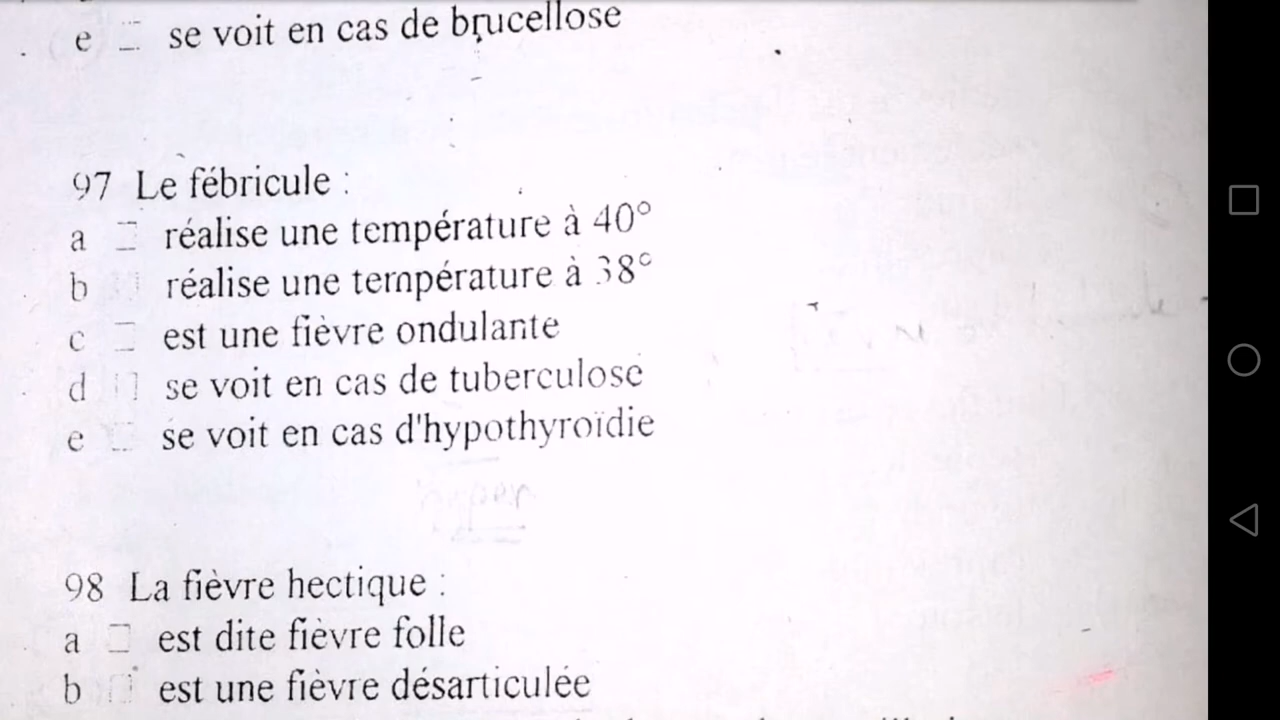 e se voit en cas de brucellose
97 Le fébricule :
a réalise une température à 40°
b réalise une température à 38°
c est une fièvre ondulante
d se voit en cas de tuberculose
e se voit en cas d'hypothyroïdie
hyper
98 La fièvre hectique :
a est dite fièvre folle
b est une fièvre désarticulée